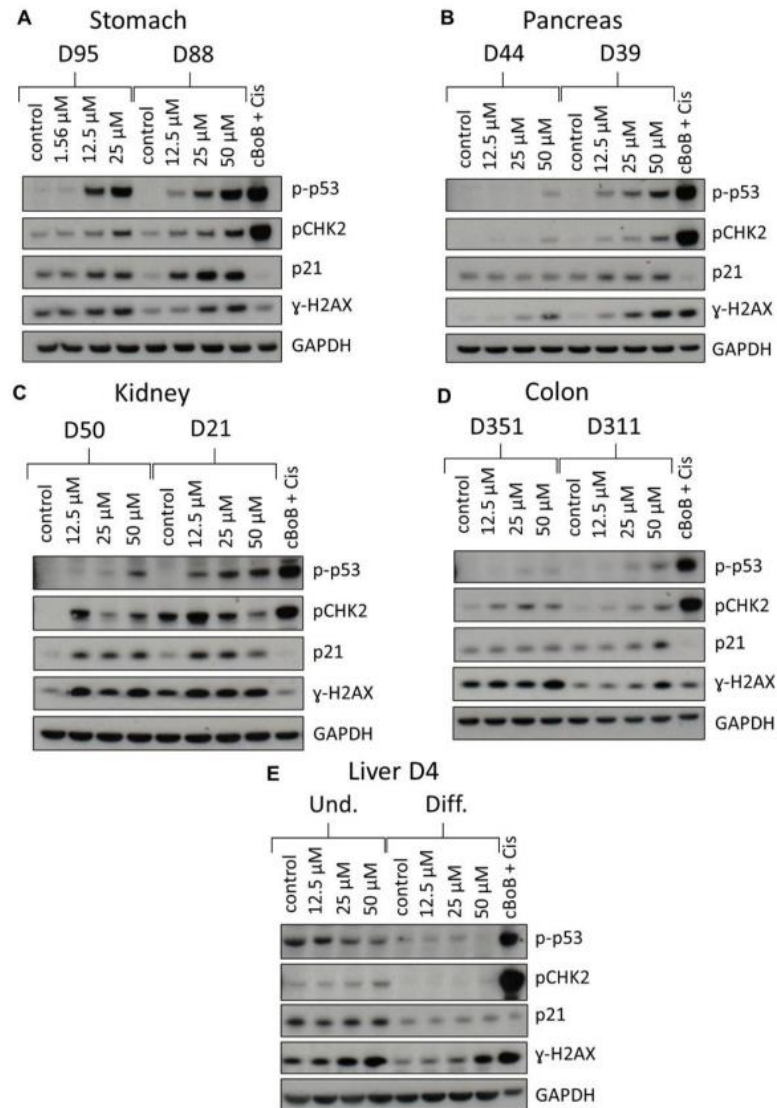 A Stomach
D95 D88
control 1.56 µM 12.5 µM 25 µM control 12.5 µM 25 µM 50 µM cBoB + Cis
p-p53
pCHK2
p21
ɣ-H2AX
GAPDH
B Pancreas
D44 D39
control 12.5 µM 25 µM 50 µM control 12.5 µM 25 µM 50 µM cBoB + Cis
p-p53
pCHK2
p21
ɣ-H2AX
GAPDH
C Kidney
D50 D21
control 12.5 µM 25 µM 50 µM control 12.5 µM 25 µM 50 µM cBoB + Cis
p-p53
pCHK2
p21
ɣ-H2AX
GAPDH
D Colon
D351 D311
control 12.5 µM 25 µM 50 µM control 12.5 µM 25 µM 50 µM cBoB + Cis
p-p53
pCHK2
p21
ɣ-H2AX
GAPDH
E Liver D4
Und. Diff.
control 12.5 µM 25 µM 50 µM control 12.5 µM 25 µM 50 µM cBoB + Cis
p-p53
pCHK2
p21
ɣ-H2AX
GAPDH